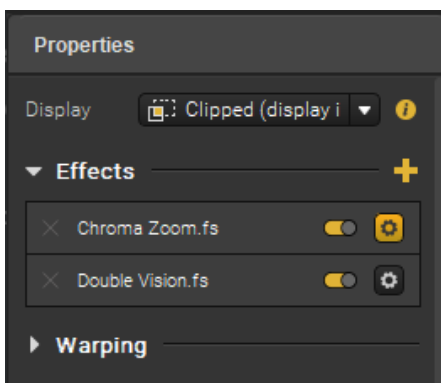 Properties
Display Clipped (display i
Effects
Chroma Zoom.fs
Double Vision.fs
Warping